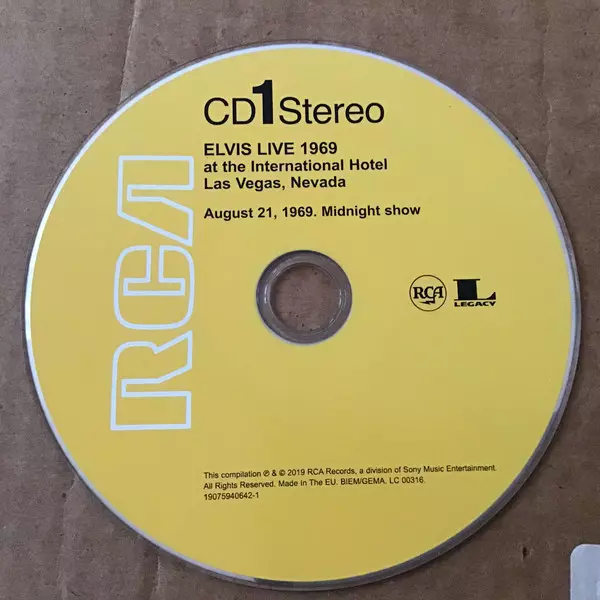 CD1Stereo
ELVIS LIVE 1969
at the International Hotel
Las Vegas, Nevada
August 21, 1969. Midnight show
RCA
RCA
L
LEGACY
This compilation ℗ & © 2019 RCA Records, a division of Sony Music Entertainment.
All Rights Reserved. Made in The EU. BIEM/GEMA. LC 00316.
19075940642-1